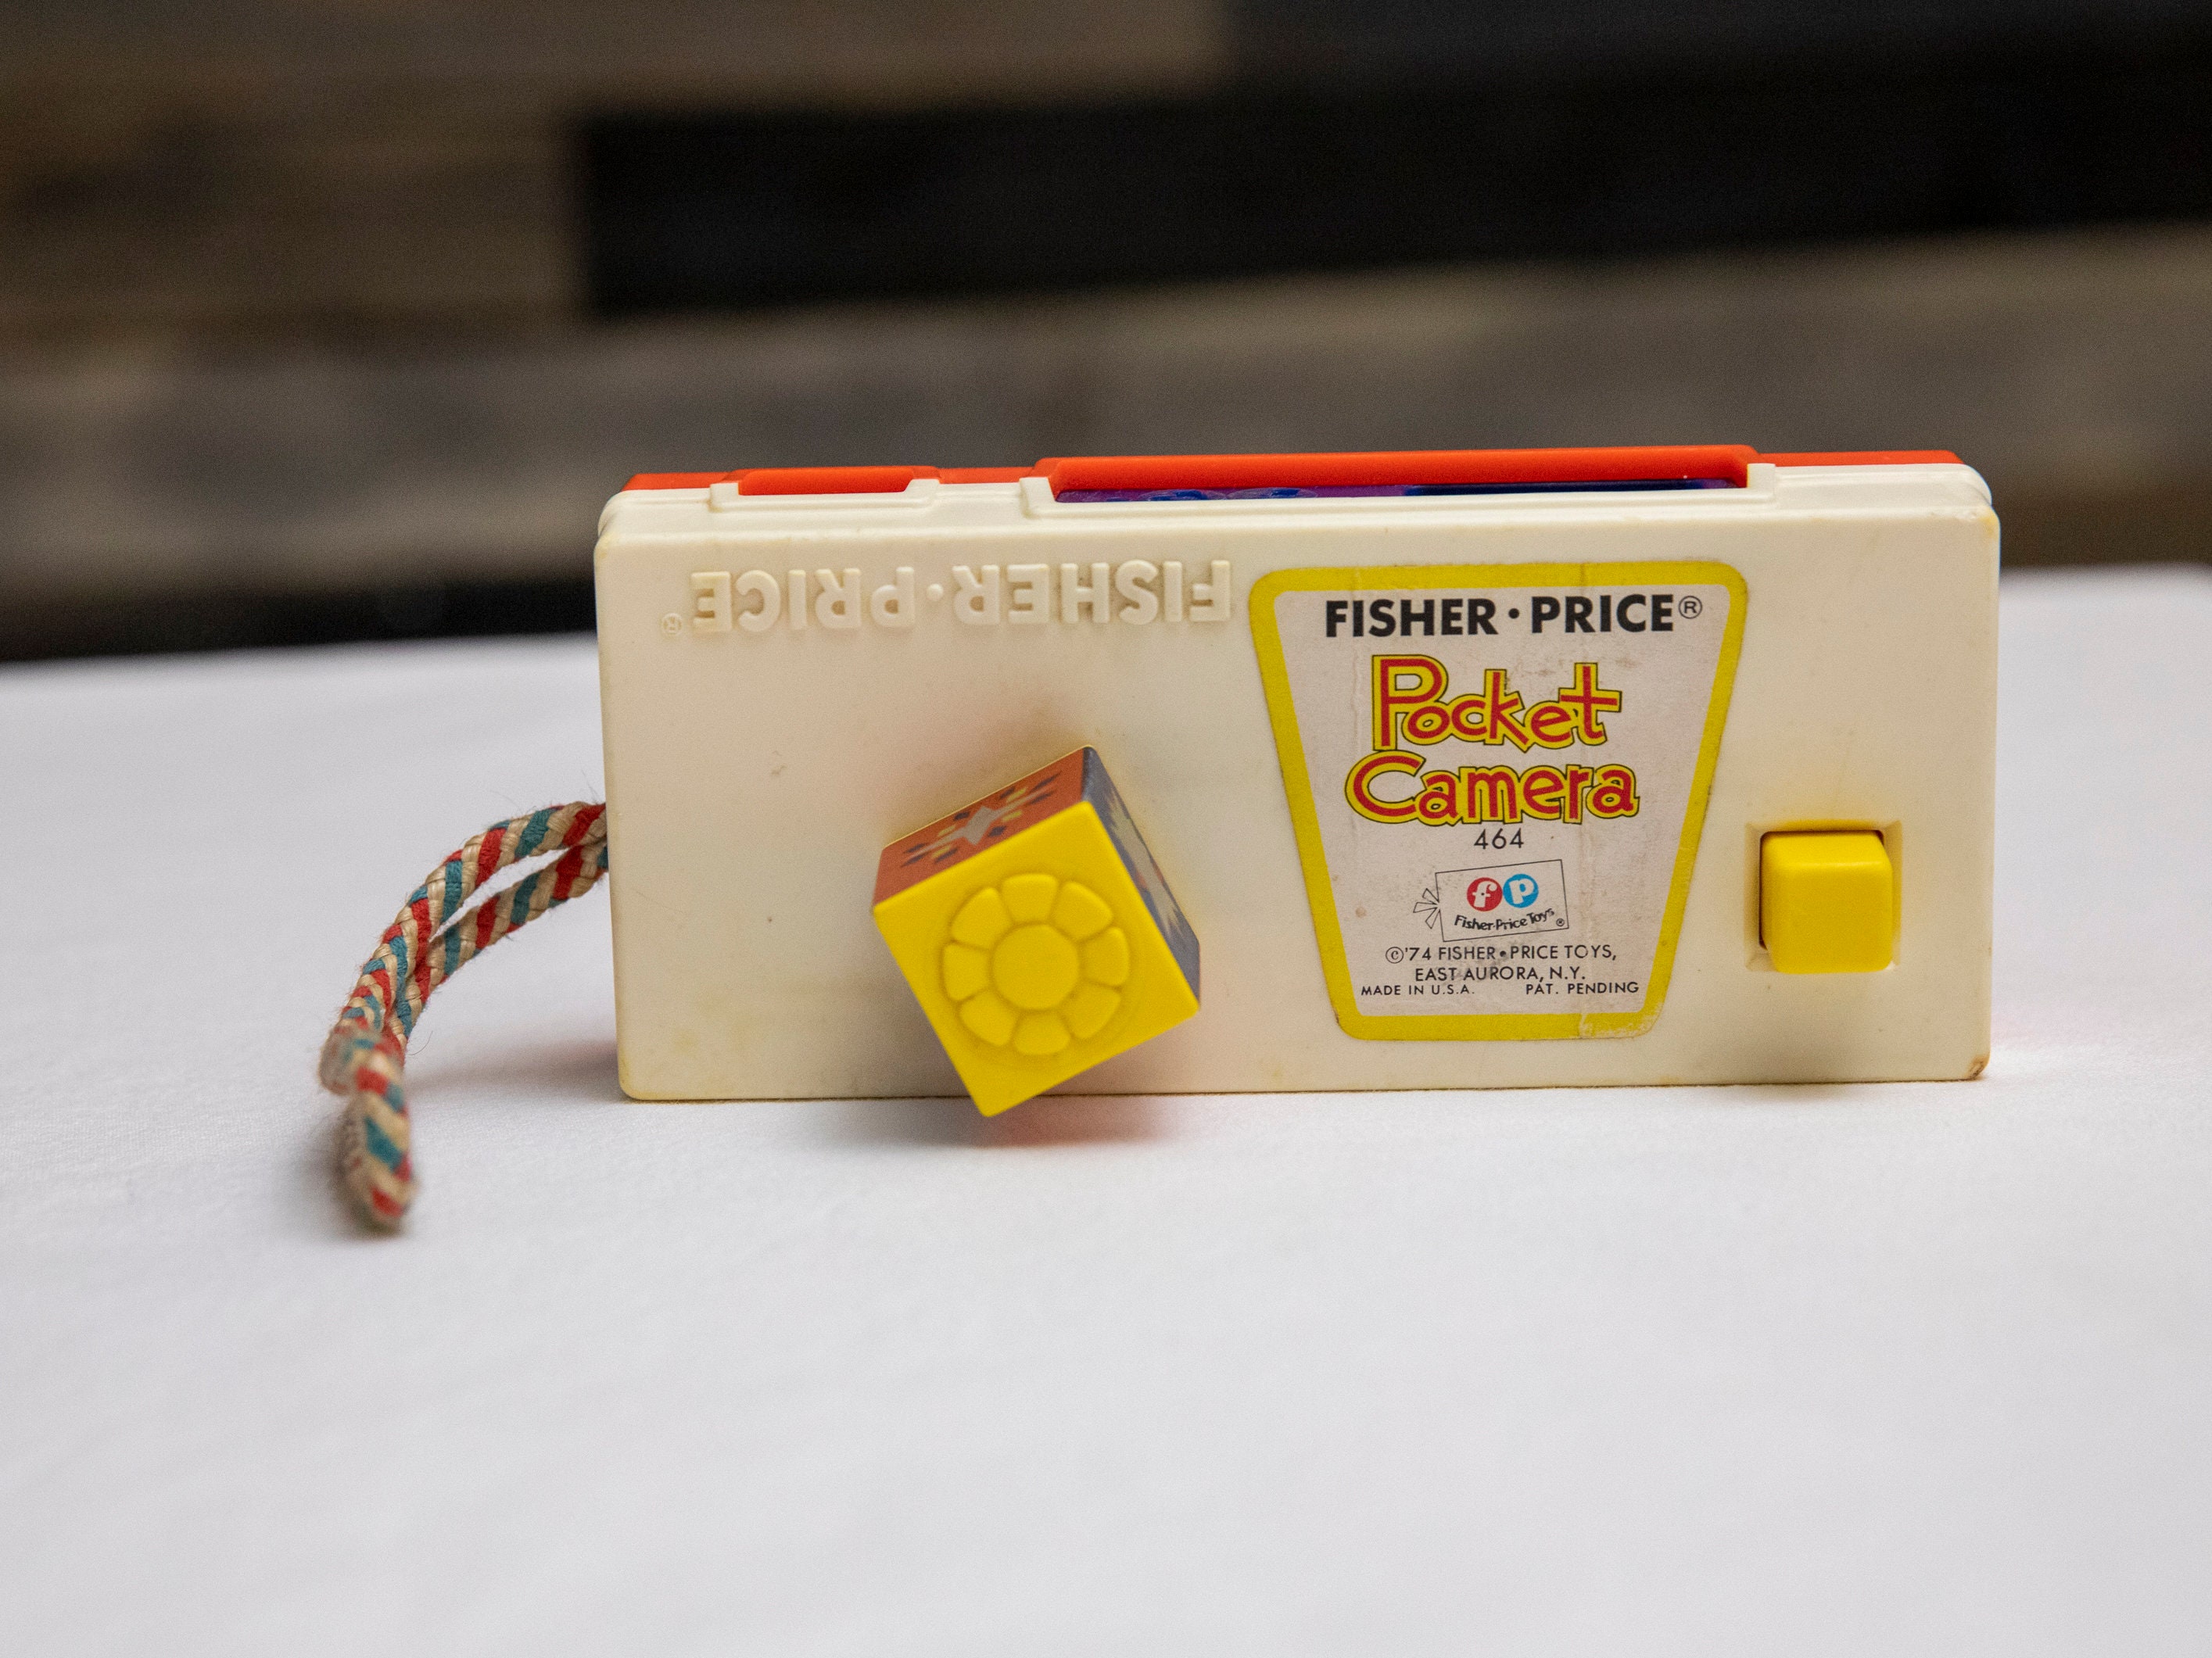 FISHER·PRICE®
FISHER·PRICE®
Pocket
Camera
464
fp
Fisher-Price Toys®
©'74 FISHER·PRICE TOYS,
EAST AURORA, N.Y.
MADE IN U.S.A. PAT. PENDING